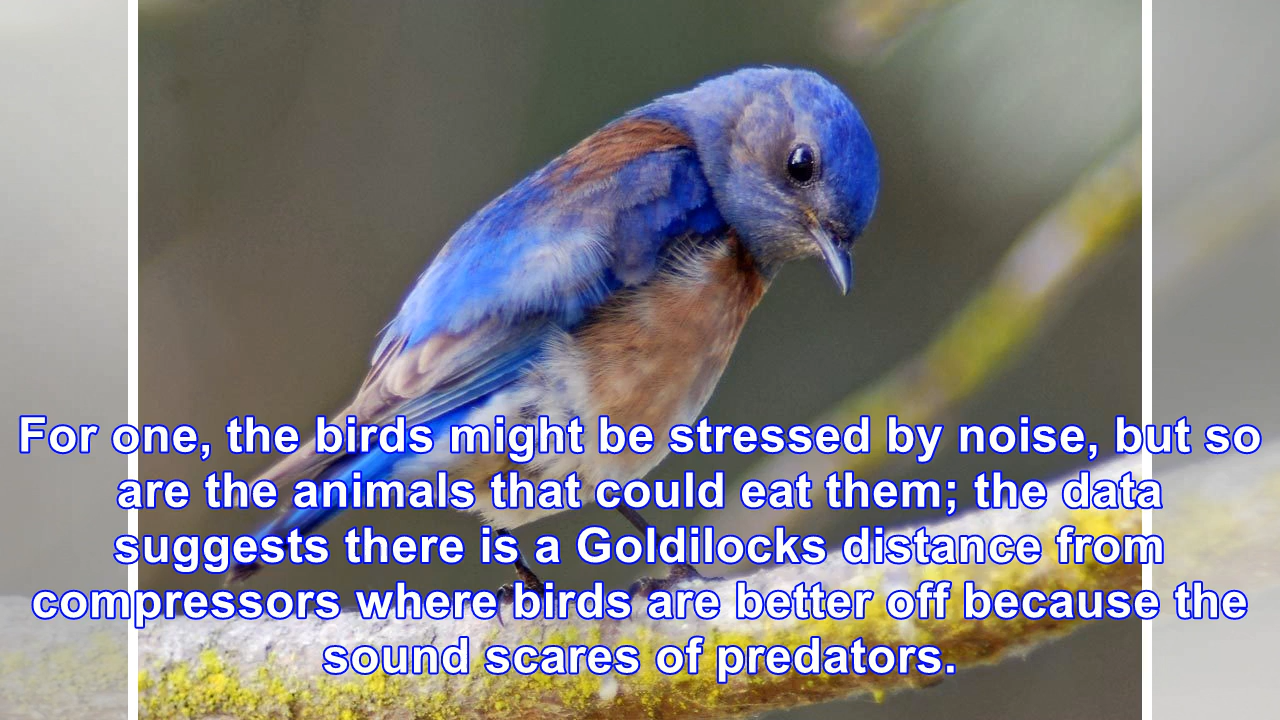 For one, the birds might be stressed by noise, but so
are the animals that could eat them; the data
suggests there is a Goldilocks distance from
compressors where birds are better off because the
sound scares of predators.